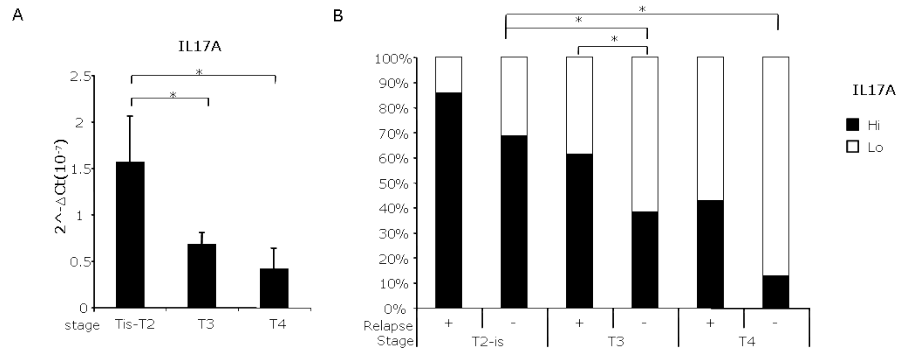 A
IL17A
2^-ΔCt(10⁻⁷)
2.5
2
1.5
1
0.5
0
*
*
stage Tis-T2 T3 T4
B
*
*
*
100%
90%
80%
70%
60%
50%
40%
30%
20%
10%
0%
IL17A
Hi
Lo
Relapse + - + - + -
Stage T2-is T3 T4